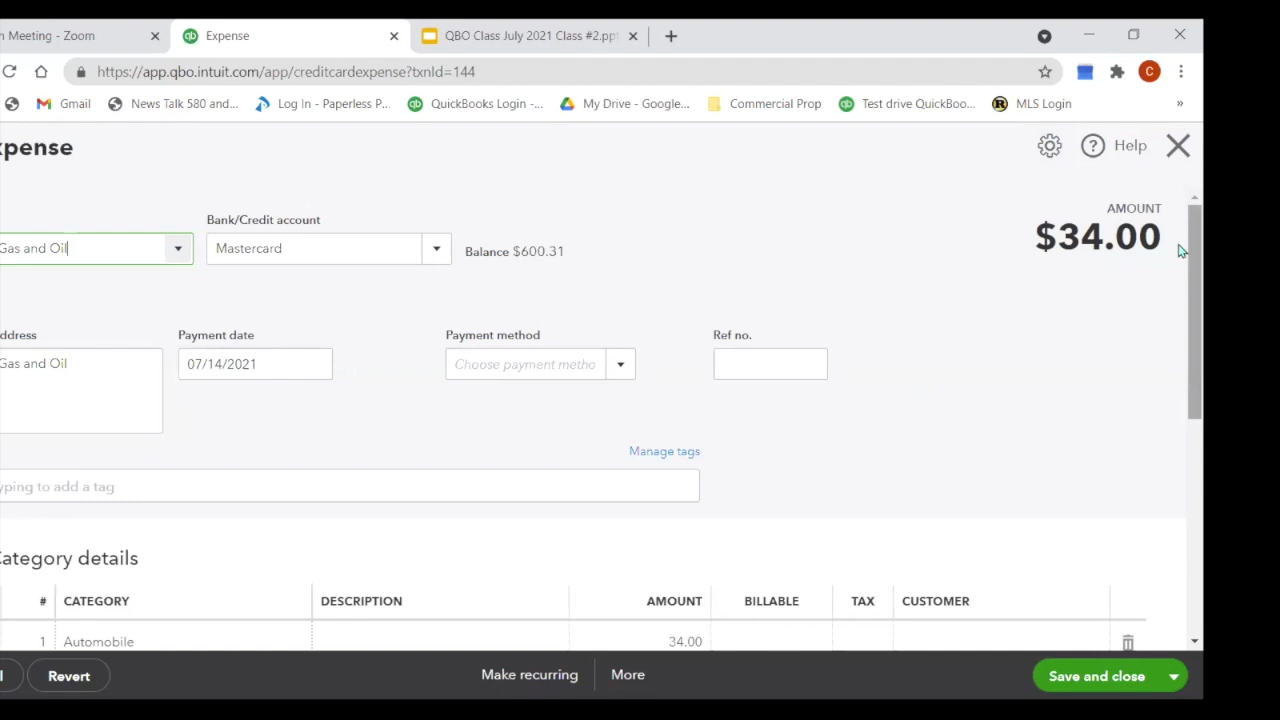 n Meeting - Zoom
Expense
QBO Class July 2021 Class #2.ppt
https://app.qbo.intuit.com/app/creditcardexpense?txnId=144
C
Gmail
News Talk 580 and...
Log In - Paperless P...
QuickBooks Login -...
My Drive - Google...
Commercial Prop
Test drive QuickBoo...
MLS Login
»
xpense
? Help
Bank/Credit account
AMOUNT
$34.00
Gas and Oil
Mastercard
Balance $600.31
ddress
Payment date
Payment method
Ref no.
Gas and Oil
07/14/2021
Choose payment metho
Manage tags
yping to add a tag
Category details
# CATEGORY DESCRIPTION AMOUNT BILLABLE TAX CUSTOMER
1 Automobile 34.00
l
Revert
Make recurring
More
Save and close